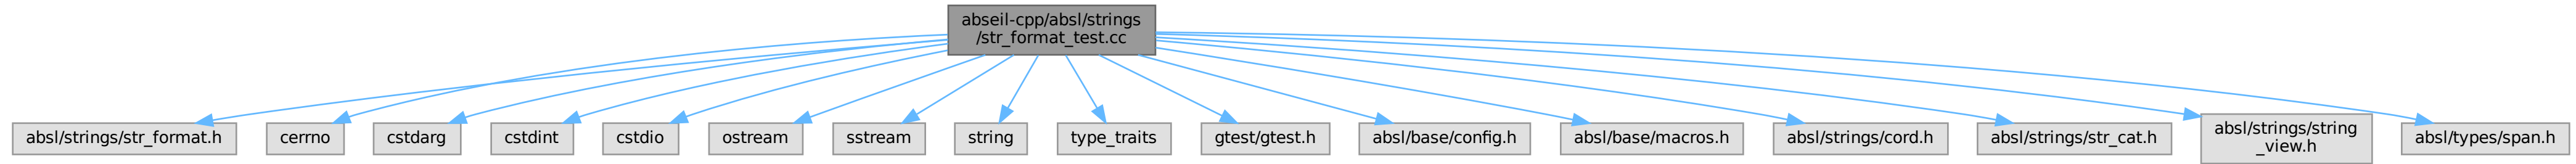 abseil-cpp/absl/strings
/str_format_test.cc
absl/strings/str_format.h
cerrno
cstdarg
cstdint
cstdio
ostream
sstream
string
type_traits
gtest/gtest.h
absl/base/config.h
absl/base/macros.h
absl/strings/cord.h
absl/strings/str_cat.h
absl/strings/string
_view.h
absl/types/span.h